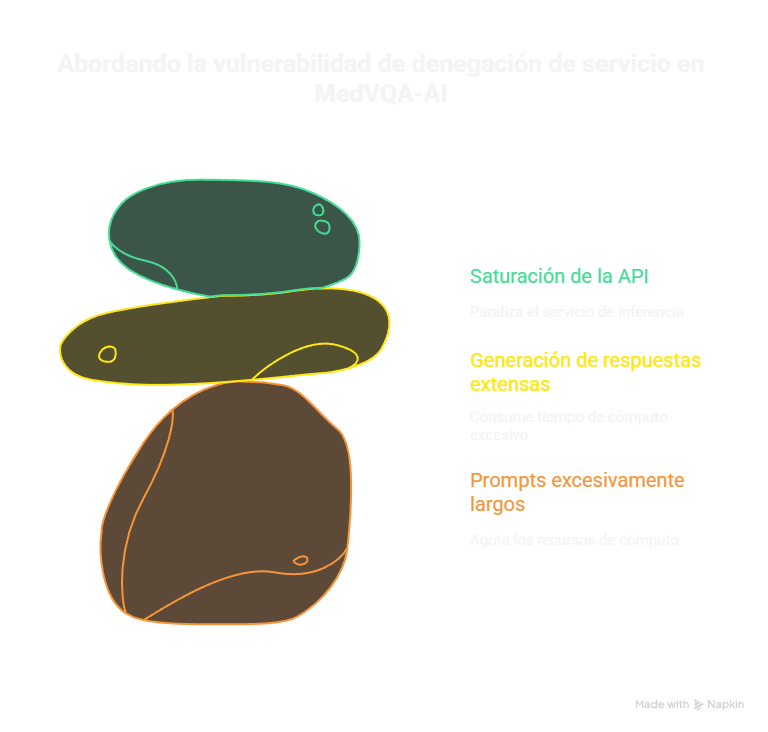 Abordando la vulnerabilidad de denegación de servicio en
MedVQA-AI
Saturación de la API
Paraliza el servicio de inferencia
Generación de respuestas
extensas
Consume tiempo de cómputo
excesivo
Prompts excesivamente
largos
Agota los recursos de cómputo
Made with Napkin